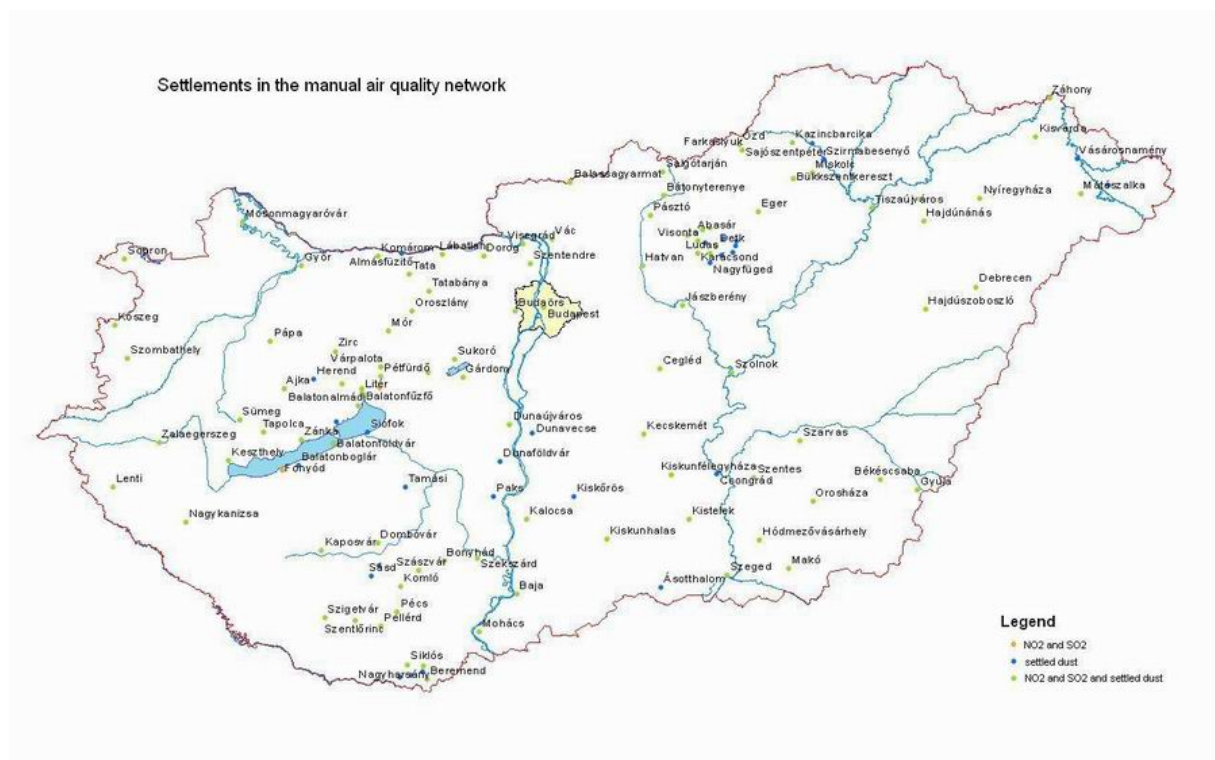 Settlements in the manual air quality network
Záhony
Kisvárda
Vásárosnamény
Mátészalka
Nyíregyháza
Hajdúnánás
Tiszaújváros
Ózd
Farkaslyuk
Kazincbarcika
Sajószentpéter
Szirmabesenyő
Miskolc
Bükkszentkereszt
Salgótarján
Balassagyarmat
Bátonyterenye
Pásztó
Eger
Abasár
Visonta
Detk
Ludas
Karácsond
Nagyfüged
Hatvan
Mosonmagyaróvár
Sopron
Győr
Komárom
Lábatlan
Dorog
Visegrád
Vác
Szentendre
Almásfüzítő
Tata
Tatabánya
Oroszlány
Mór
Budaörs
Budapest
Jászberény
Debrecen
Hajdúszoboszló
Kőszeg
Szombathely
Pápa
Zirc
Várpalota
Herend
Pétfürdő
Sukoró
Gárdony
Cegléd
Szolnok
Ajka
Litér
Balatonalmádi
Balatonfűzfő
Sümeg
Tapolca
Zánka
Siófok
Zalaegerszeg
Keszthely
Balatonföldvár
Balatonboglár
Fonyód
Dunaújváros
Dunavecse
Kecskemét
Szarvas
Dunaföldvár
Kiskunfélegyháza
Szentes
Csongrád
Békéscsaba
Gyula
Lenti
Tamási
Paks
Kiskőrös
Orosháza
Nagykanizsa
Kalocsa
Kistelek
Kiskunhalas
Hódmezővásárhely
Kaposvár
Dombóvár
Bonyhád
Szekszárd
Sásd
Szászvár
Komló
Baja
Ásotthalom
Szeged
Makó
Szigetvár
Pécs
Pellérd
Szentlőrinc
Mohács
Siklós
Nagyharsány
Beremend
Legend
NO2 and SO2
settled dust
NO2 and SO2 and settled dust